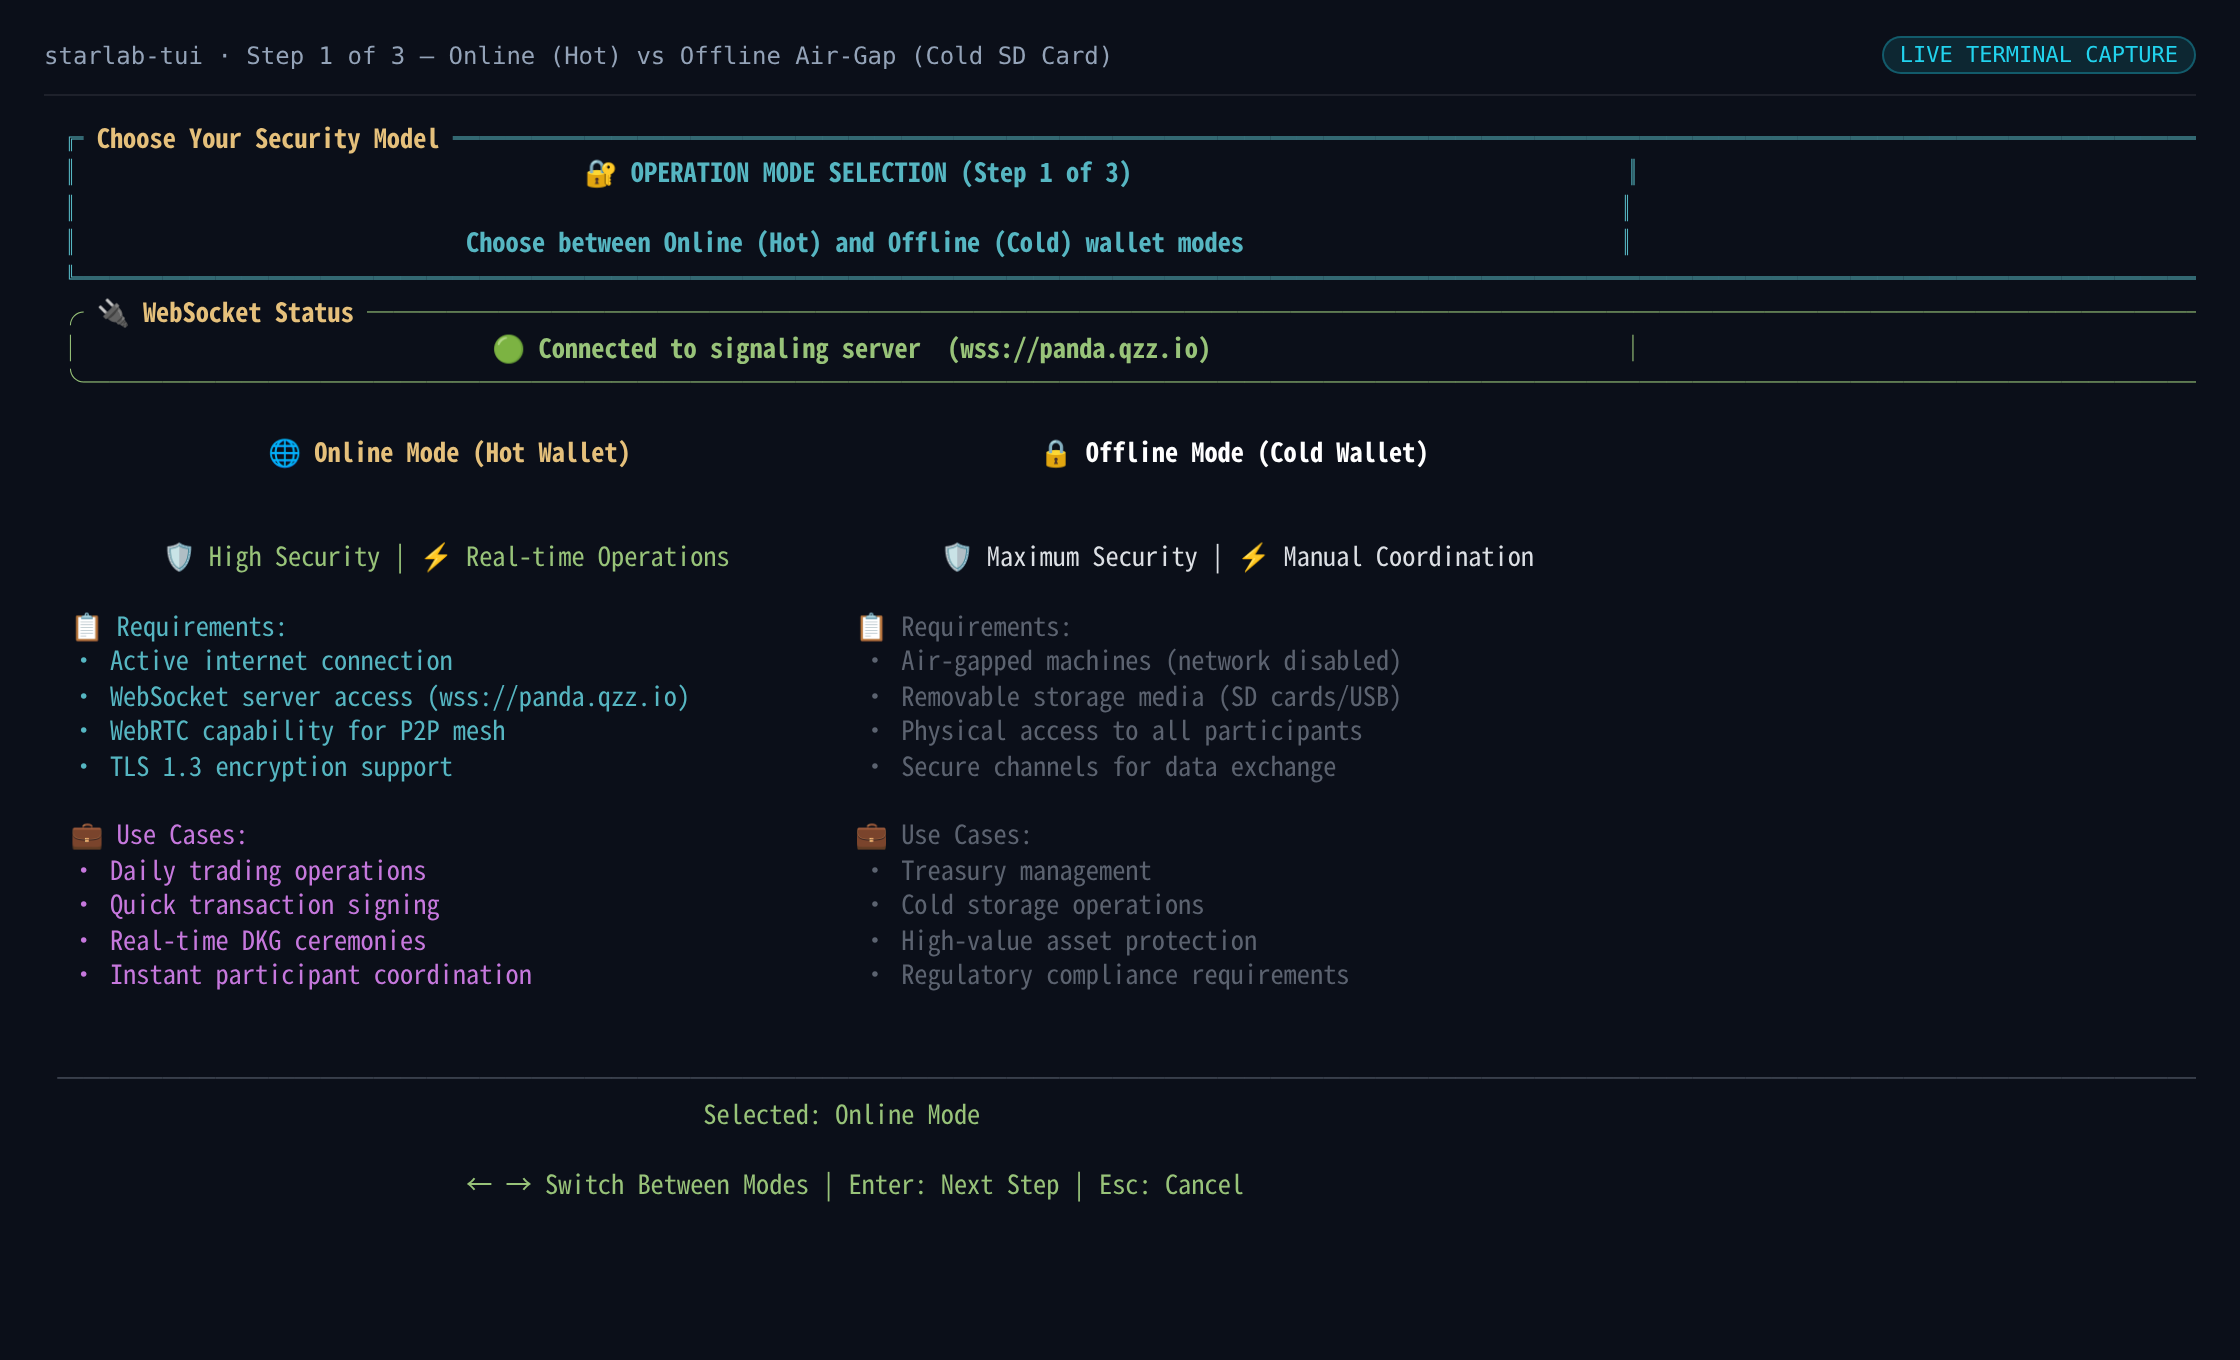 starlab-tui · Step 1 of 3 — Online (Hot) vs Offline Air-Gap (Cold SD Card)
LIVE TERMINAL CAPTURE
Choose Your Security Model
🔐 OPERATION MODE SELECTION (Step 1 of 3)
Choose between Online (Hot) and Offline (Cold) wallet modes
🔌 WebSocket Status
🟢 Connected to signaling server (wss://panda.qzz.io)
🌐 Online Mode (Hot Wallet)
🛡️ High Security | ⚡ Real-time Operations
📋 Requirements:
• Active internet connection
• WebSocket server access (wss://panda.qzz.io)
• WebRTC capability for P2P mesh
• TLS 1.3 encryption support
💼 Use Cases:
• Daily trading operations
• Quick transaction signing
• Real-time DKG ceremonies
• Instant participant coordination
🔒 Offline Mode (Cold Wallet)
🛡️ Maximum Security | ⚡ Manual Coordination
📋 Requirements:
• Air-gapped machines (network disabled)
• Removable storage media (SD cards/USB)
• Physical access to all participants
• Secure channels for data exchange
💼 Use Cases:
• Treasury management
• Cold storage operations
• High-value asset protection
• Regulatory compliance requirements
Selected: Online Mode
← → Switch Between Modes | Enter: Next Step | Esc: Cancel